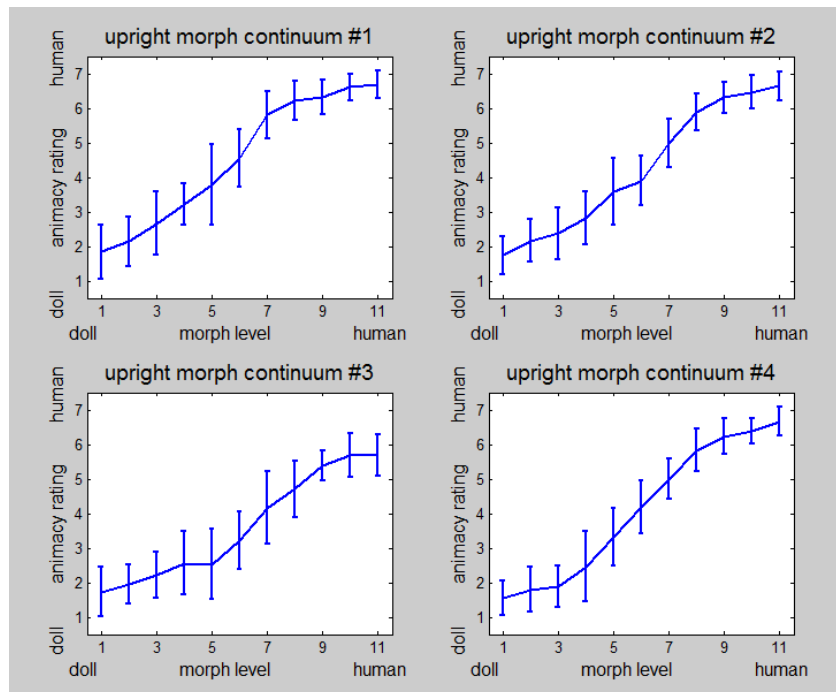 upright morph continuum #1
human
animacy rating
doll
7
6
5
4
3
2
1
1 3 5 7 9 11
doll morph level human
upright morph continuum #2
human
animacy rating
doll
7
6
5
4
3
2
1
1 3 5 7 9 11
doll morph level human
upright morph continuum #3
human
animacy rating
doll
7
6
5
4
3
2
1
1 3 5 7 9 11
doll morph level human
upright morph continuum #4
human
animacy rating
doll
7
6
5
4
3
2
1
1 3 5 7 9 11
doll morph level human